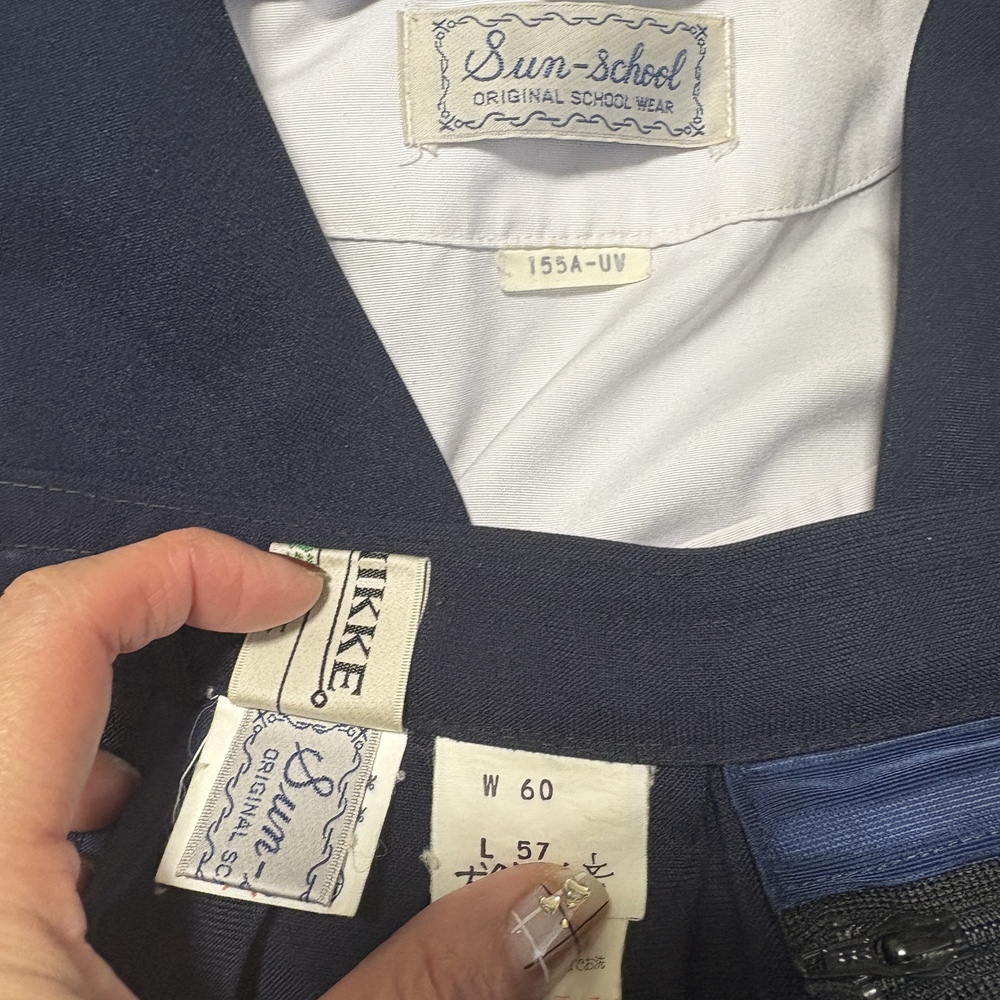 Sun-School
ORIGINAL SCHOOL WEAR
155A-UV
NIKKE
Sun-
ORIGINAL SC
W 60
L 57